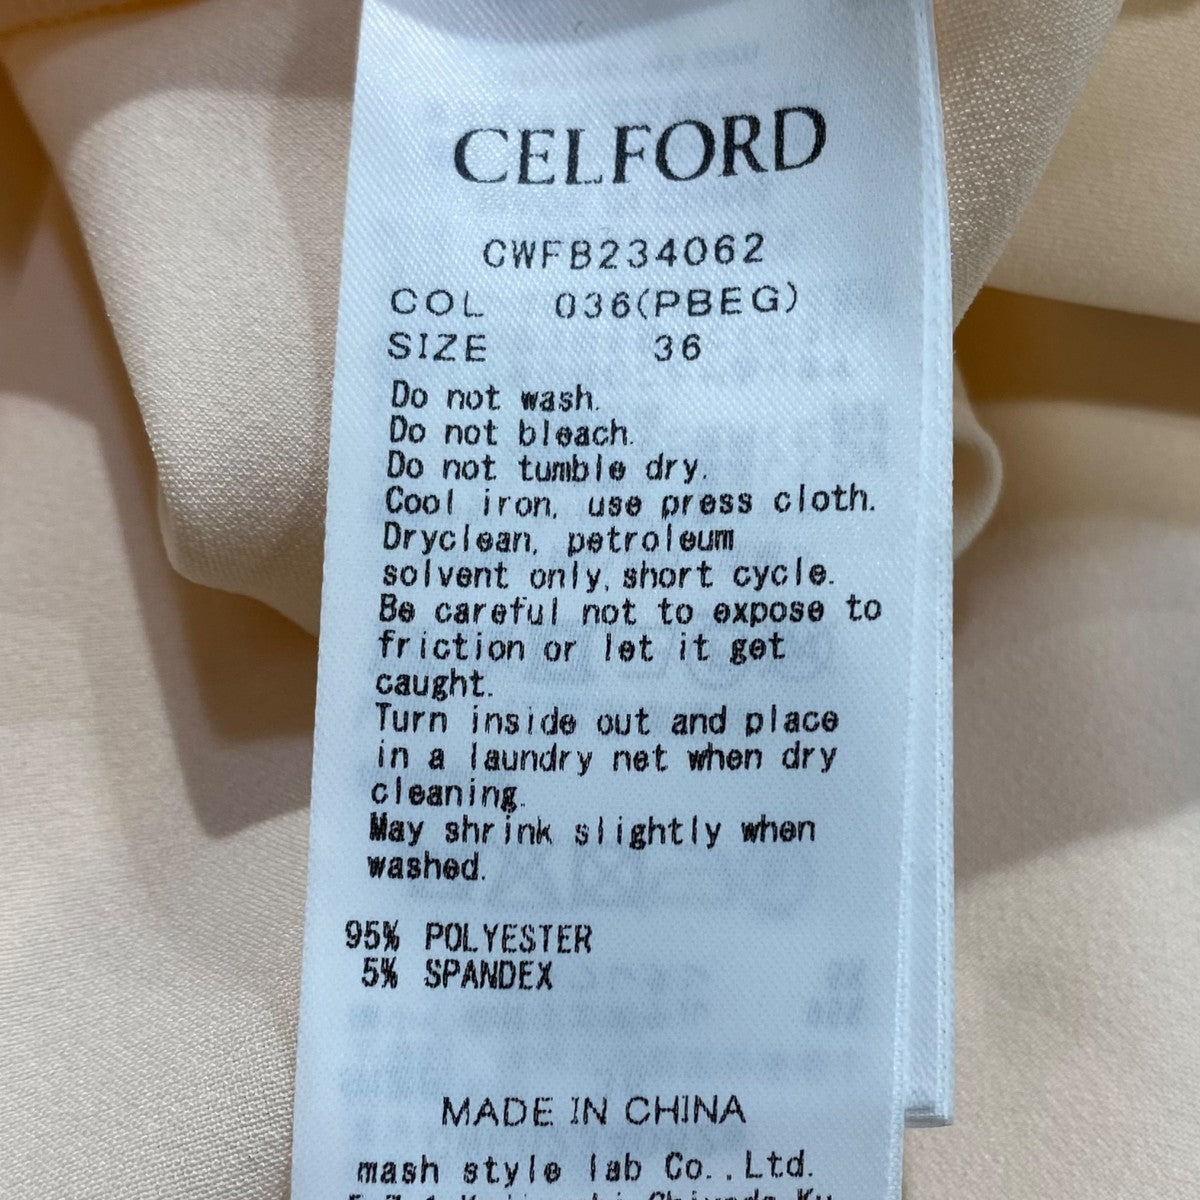 CELFORD
CWFB234062
COL 036(PBEG)
SIZE 36
Do not wash.
Do not bleach.
Do not tumble dry.
Cool iron, use press cloth.
Dryclean, petroleum
solvent only, short cycle.
Be careful not to expose to
friction or let it get
caught.
Turn inside out and place
in a laundry net when dry
cleaning.
May shrink slightly when
washed.
95% POLYESTER
5% SPANDEX
MADE IN CHINA
mash style lab Co., Ltd.